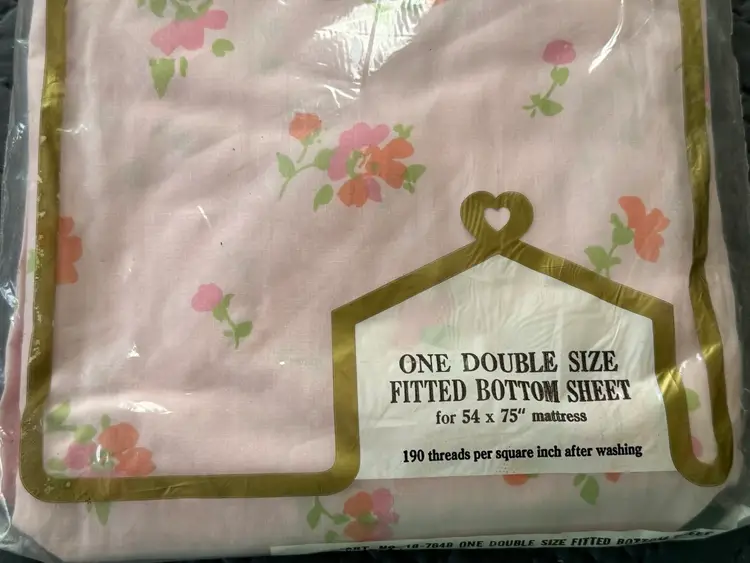 ONE DOUBLE SIZE
FITTED BOTTOM SHEET
for 54 x 75" mattress
190 threads per square inch after washing
ONE DOUBLE SIZE FITTED BOTTOM SHEET